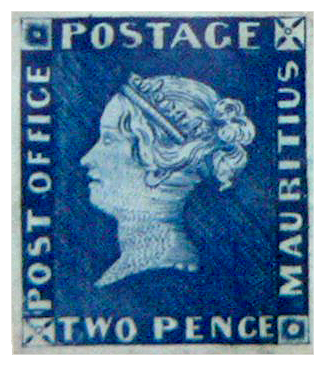 POSTAGE
POST OFFICE
MAURITIUS
TWO PENCE